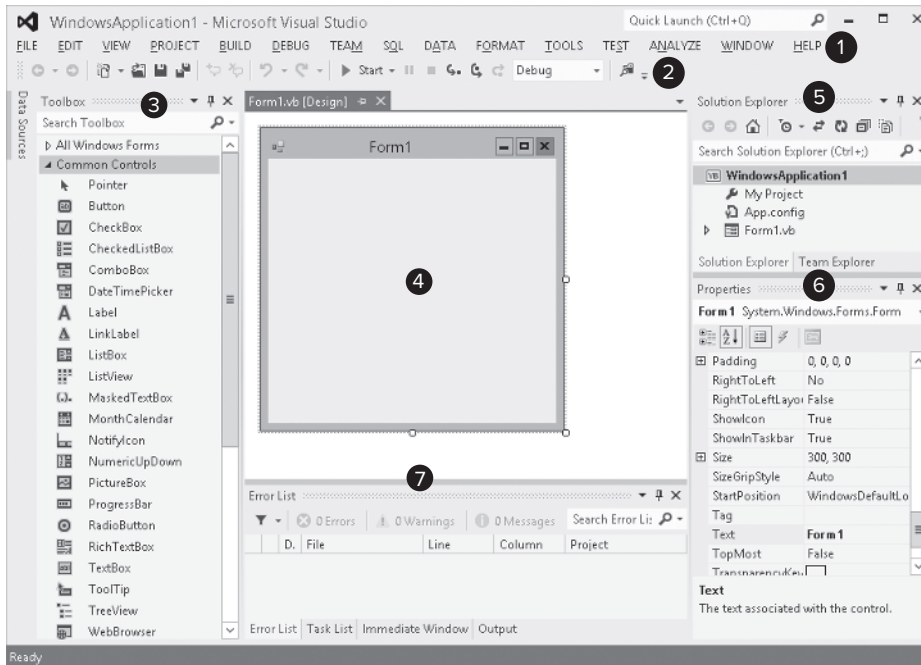 WindowsApplication1 - Microsoft Visual Studio
Quick Launch (Ctrl+Q)
FILE EDIT VIEW PROJECT BUILD DEBUG TEAM SQL DATA FORMAT TOOLS TEST ANALYZE WINDOW HELP 1
Start Debug 2
Data Sources
Toolbox 3
Search Toolbox
All Windows Forms
Common Controls
Pointer
Button
CheckBox
CheckedListBox
ComboBox
DateTimePicker
Label
LinkLabel
ListBox
ListView
MaskedTextBox
MonthCalendar
NotifyIcon
NumericUpDown
PictureBox
ProgressBar
RadioButton
RichTextBox
TextBox
ToolTip
TreeView
WebBrowser
Form1.vb [Design]
Form1
4
7
Error List
0 Errors 0 Warnings 0 Messages Search Error Li
D. File Line Column Project
Error List Task List Immediate Window Output
Solution Explorer 5
Search Solution Explorer (Ctrl+;)
VB WindowsApplication1
My Project
App.config
Form1.vb
Solution Explorer Team Explorer
Properties 6
Form1 System.Windows.Forms.Form
Padding 0, 0, 0, 0
RightToLeft No
RightToLeftLayou False
ShowIcon True
ShowInTaskbar True
Size 300, 300
SizeGripStyle Auto
StartPosition WindowsDefaultLo
Tag
Text Form1
TopMost False
TransparencyKey
Text
The text associated with the control.
Ready